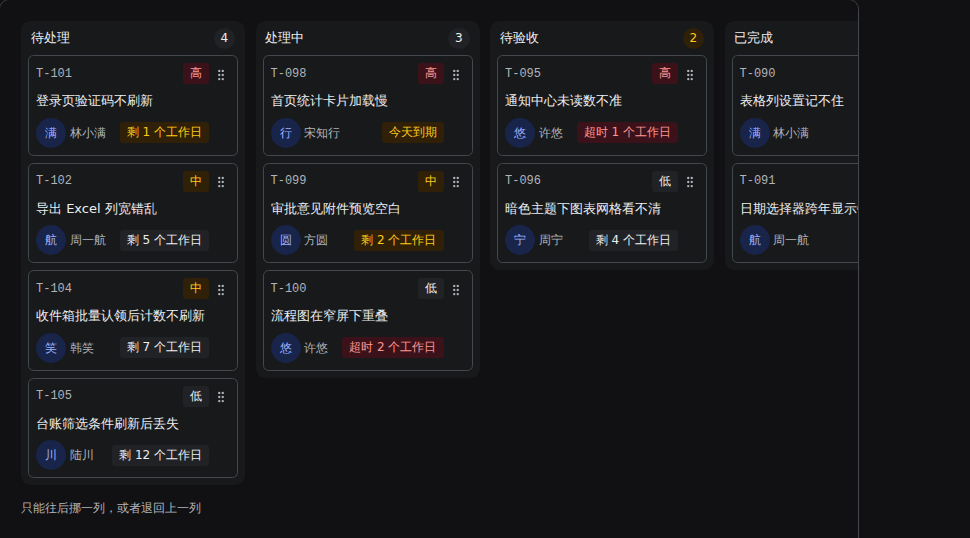 待处理 4
T-101 高
登录页验证码不刷新
满 林小满 剩 1 个工作日
T-102 中
导出 Excel 列宽错乱
航 周一航 剩 5 个工作日
T-104 中
收件箱批量认领后计数不刷新
笑 韩笑 剩 7 个工作日
T-105 低
台账筛选条件刷新后丢失
川 陆川 剩 12 个工作日
处理中 3
T-098 高
首页统计卡片加载慢
行 宋知行 今天到期
T-099 中
审批意见附件预览空白
圆 方圆 剩 2 个工作日
T-100 低
流程图在窄屏下重叠
悠 许悠 超时 2 个工作日
待验收 2
T-095 高
通知中心未读数不准
悠 许悠 超时 1 个工作日
T-096 低
暗色主题下图表网格看不清
宁 周宁 剩 4 个工作日
已完成
T-090
表格列设置记不住
满 林小满
T-091
日期选择器跨年显示
航 周一航
只能往后挪一列，或者退回上一列